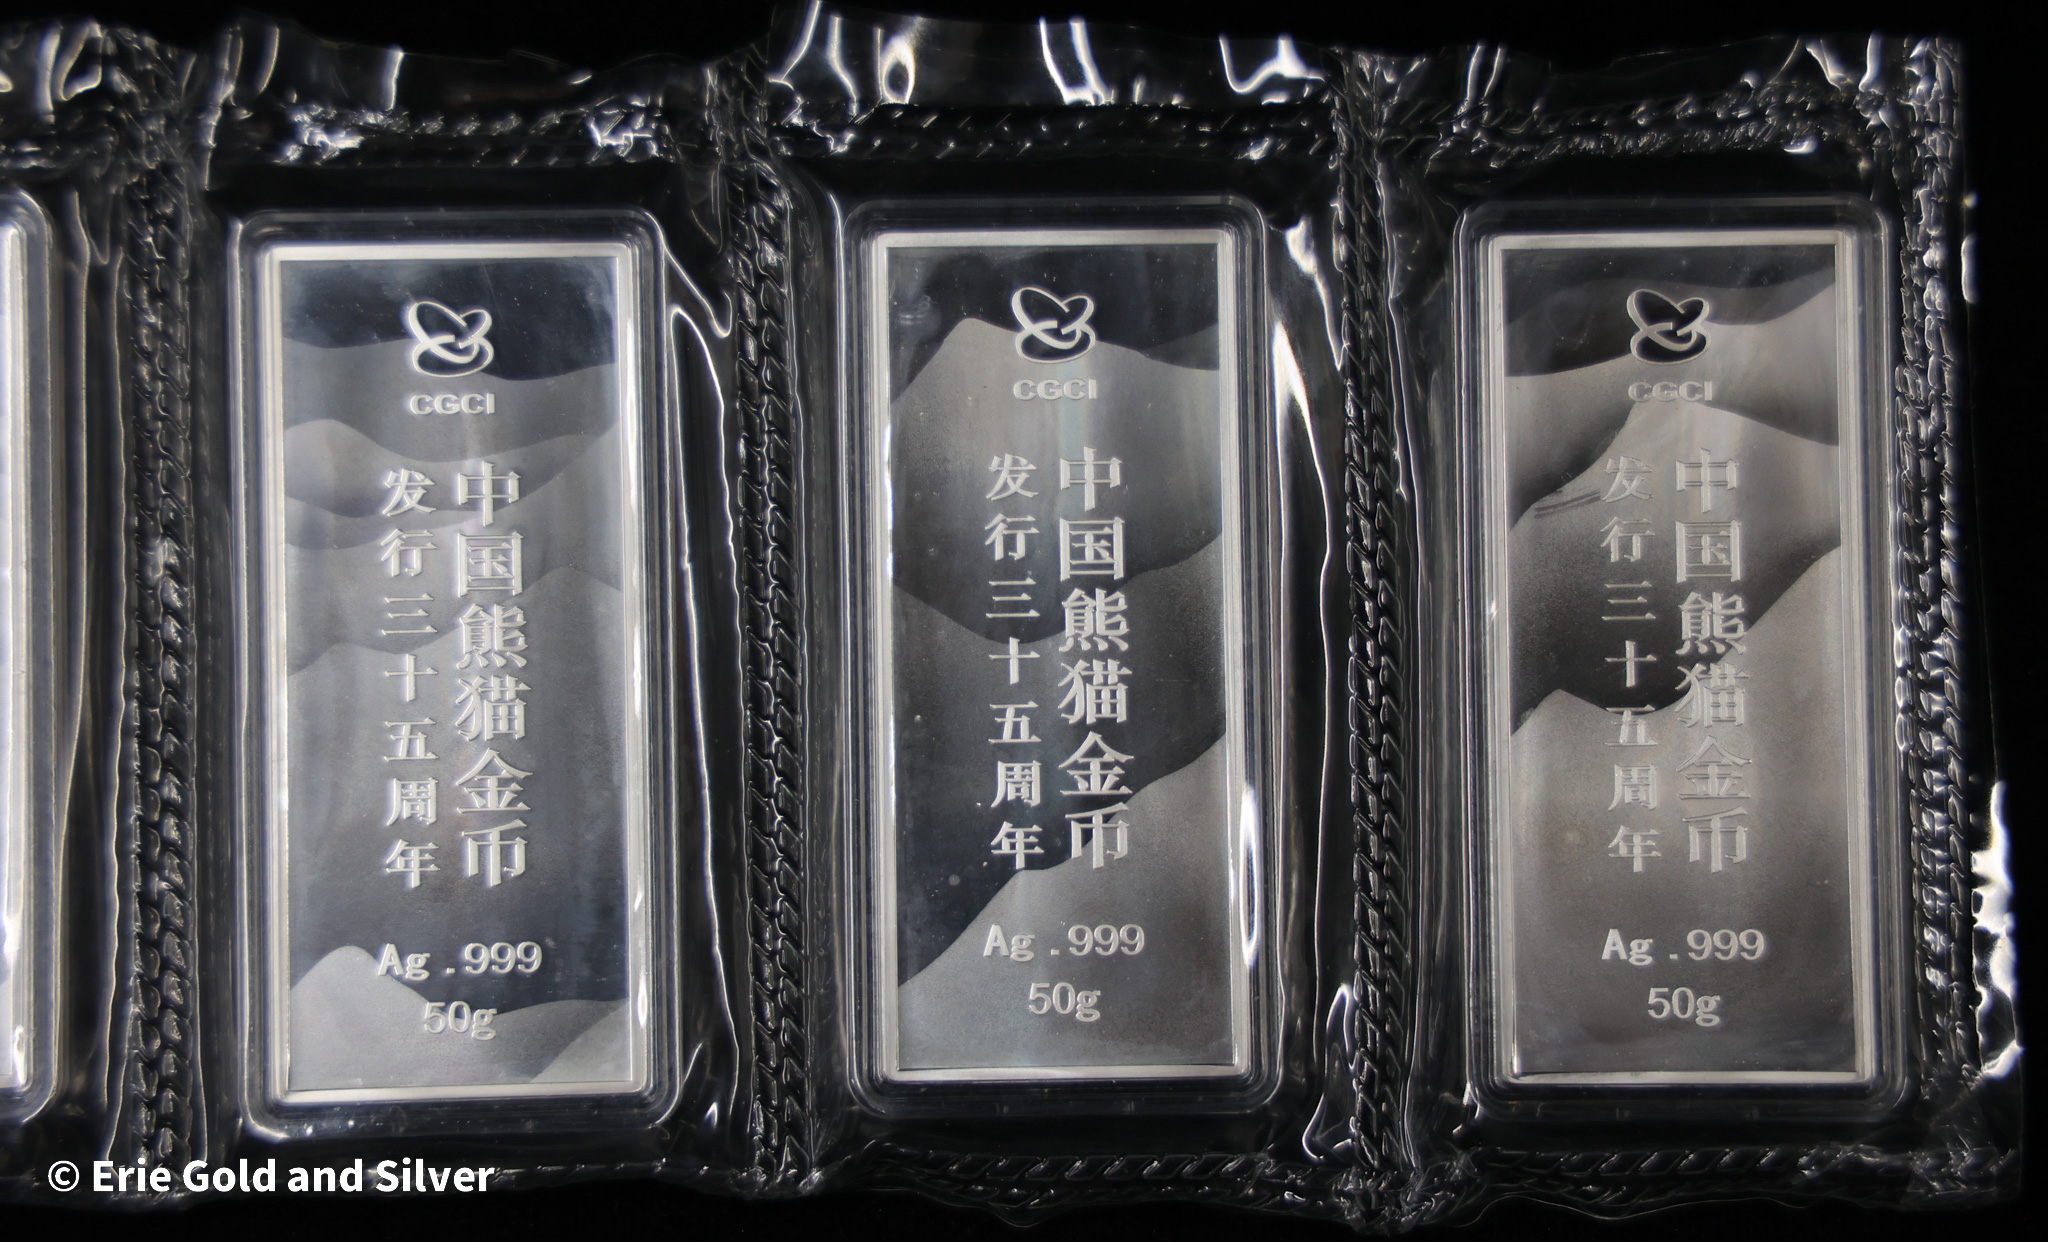 CGCI
中国熊猫金币
发行三十五周年
Ag .999
50g
CGCI
中国熊猫金币
发行三十五周年
Ag .999
50g
CGCI
中国熊猫金币
发行三十五周年
Ag .999
50g
© Erie Gold and Silver